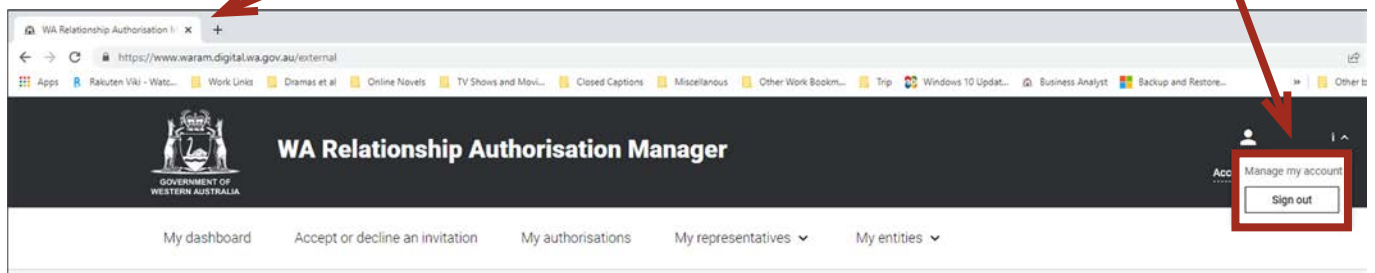 WA Relationship Authorisation M
https://www.waram.digital.wa.gov.au/external
Apps Rakuten Viki - Watc... Work Links Dramas et al Online Novels TV Shows and Movi... Closed Captions Miscellanous Other Work Bookm... Trip Windows 10 Updat... Business Analyst Backup and Restore... » Other b
GOVERNMENT OF
WESTERN AUSTRALIA
WA Relationship Authorisation Manager
i
Acc
Manage my account
Sign out
My dashboard Accept or decline an invitation My authorisations My representatives My entities